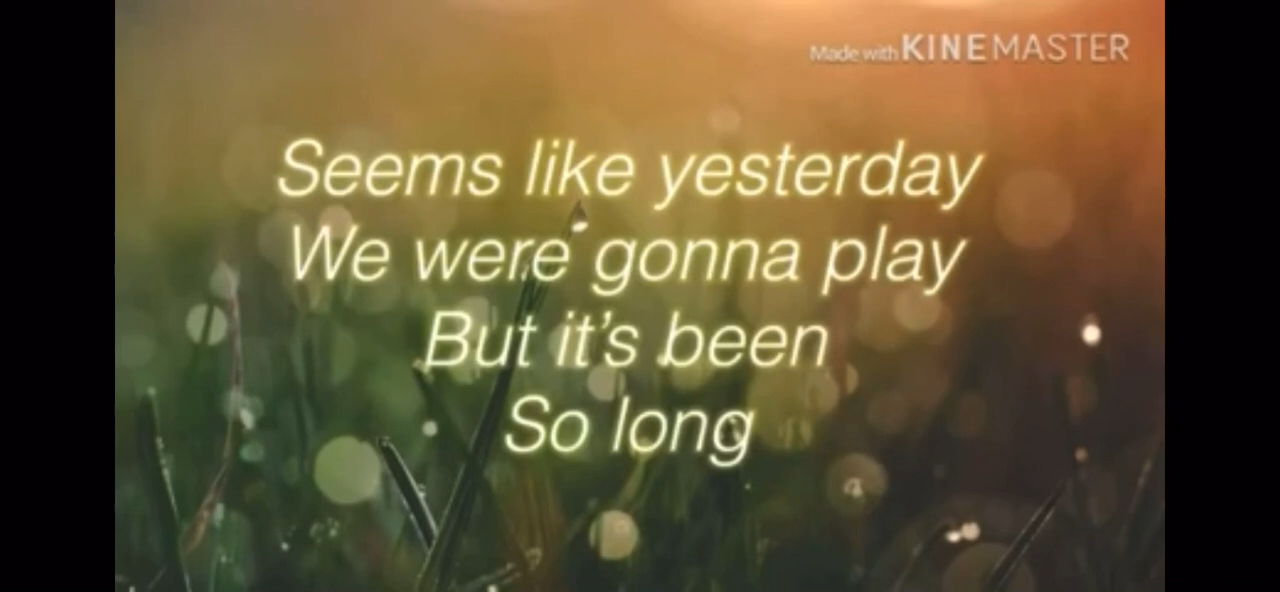 Made with KINEMASTER
Seems like yesterday
We were gonna play
But it's been
So long